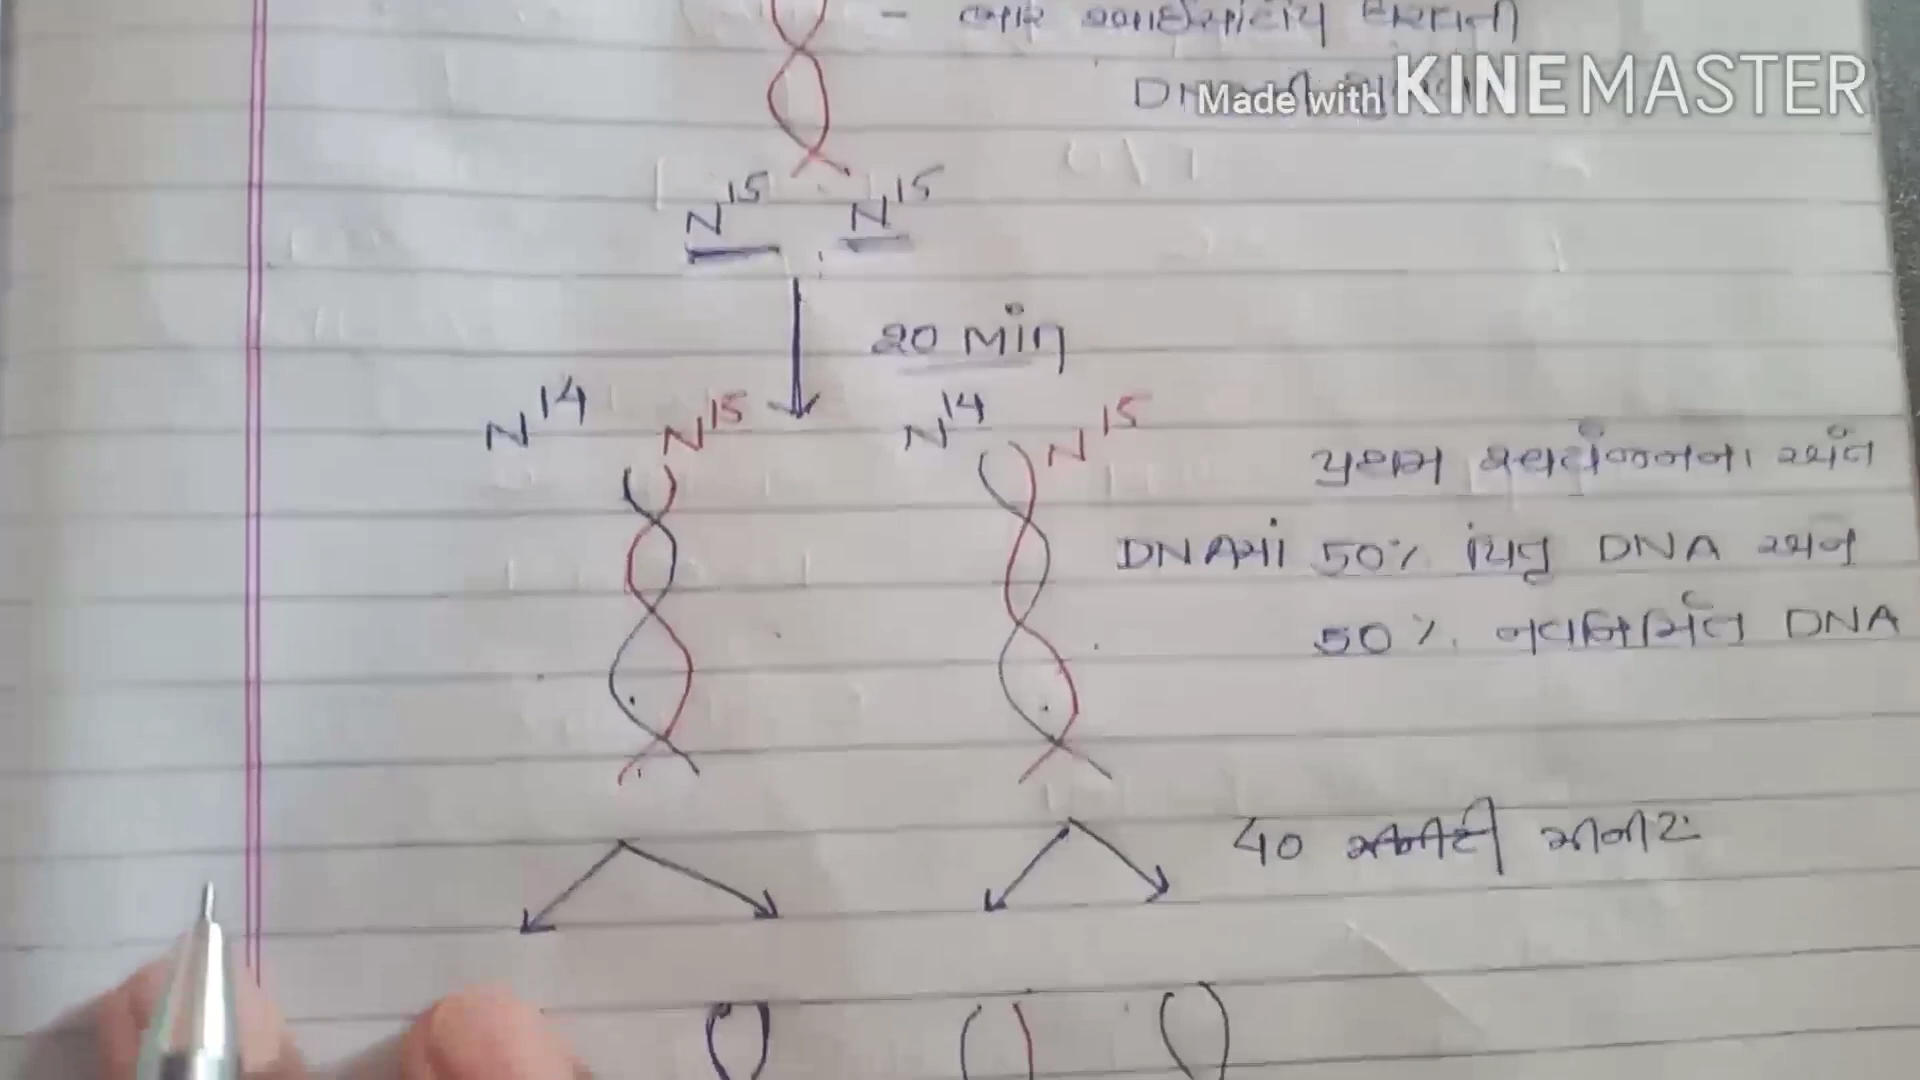 - ભાર
DNA
Made with KINEMASTER
N15 N15
20 Min
N14 N15 N14 N15
પ્રથમ સ્વયંજનના અંતે
DNAમાં 50% પિતૃ DNA અને
50% નવનિર્મિત DNA
40 મીનીટ